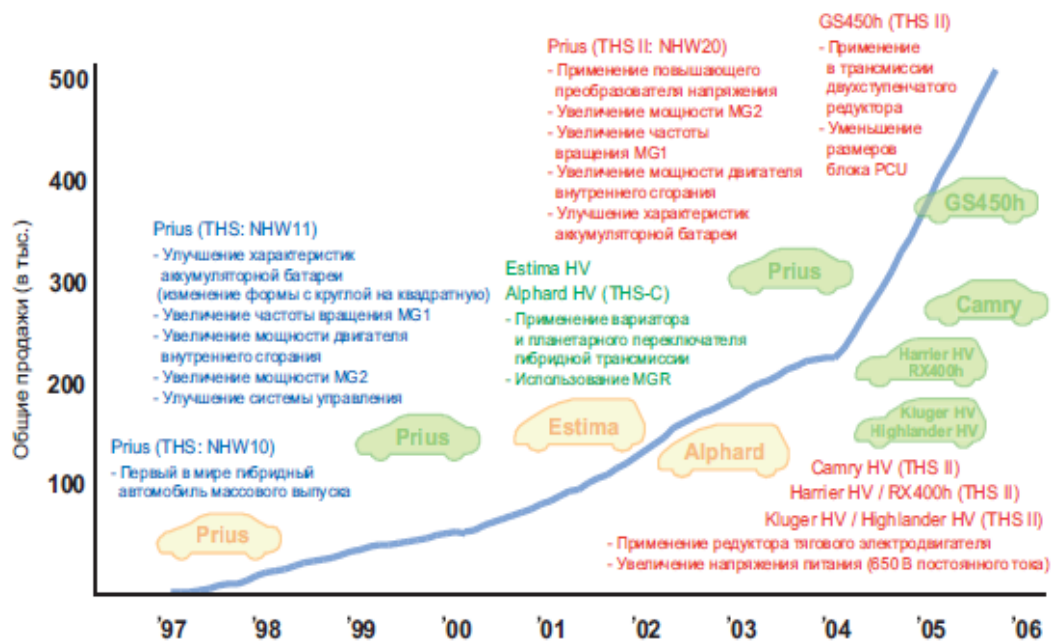 Общие продажи (в тыс.)
500
400
300
200
100
Prius (THS: NHW10)
- Первый в мире гибридный
автомобиль массового выпуска
Prius (THS: NHW11)
- Улучшение характеристик
аккумуляторной батареи
(изменение формы с круглой на квадратную)
- Увеличение частоты вращения MG1
- Увеличение мощности двигателя
внутреннего сгорания
- Увеличение мощности MG2
- Улучшение системы управления
Estima HV
Alphard HV (THS-C)
- Применение вариатора
и планетарного переключателя
гибридной трансмиссии
- Использование MGR
Prius (THS II: NHW20)
- Применение повышающего
преобразователя напряжения
- Увеличение мощности MG2
- Увеличение частоты
вращения MG1
- Увеличение мощности двигателя
внутреннего сгорания
- Улучшение характеристик
аккумуляторной батареи
GS450h (THS II)
- Применение
в трансмиссии
двухступенчатого
редуктора
- Уменьшение
размеров
блока PCU
Prius
Prius
Estima
Alphard
Prius
GS450h
Camry
Harrier HV
RX400h
Kluger HV
Highlander HV
Camry HV (THS II)
Harrier HV / RX400h (THS II)
Kluger HV / Highlander HV (THS II)
- Применение редуктора тягового электродвигателя
- Увеличение напряжения питания (650 В постоянного тока)
'97 '98 '99 '00 '01 '02 '03 '04 '05 '06